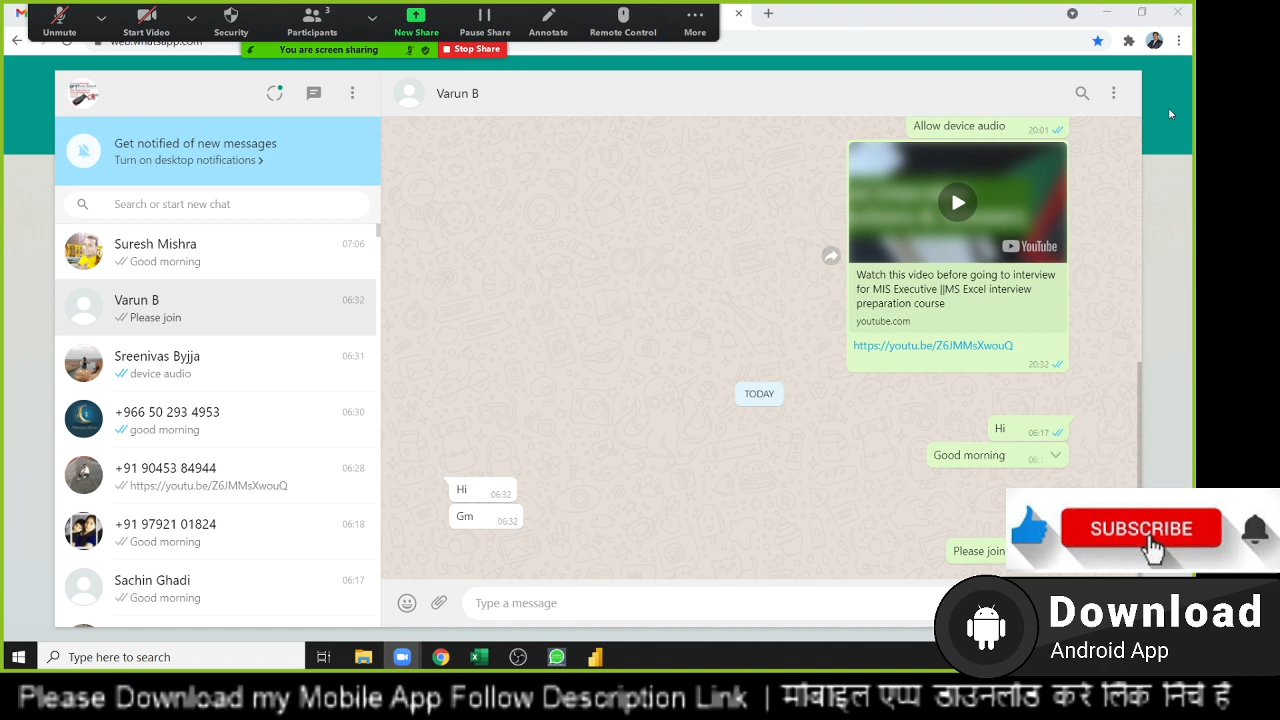 3
Unmute
Start Video
Security
Participants
New Share
Pause Share
Annotate
Remote Control
More
You are screen sharing
Stop Share
Varun B
Get notified of new messages
Turn on desktop notifications >
Search or start new chat
Suresh Mishra 07:06
Good morning
Varun B 06:32
Please join
Sreenivas Byjja 06:31
device audio
+966 50 293 4953 06:30
good morning
+91 90453 84944 06:28
https://youtu.be/Z6JMMsXwouQ
+91 97921 01824 06:18
Good morning
Sachin Ghadi 06:17
Good morning
Allow device audio 20:01
YouTube
Watch this video before going to interview
for MIS Executive ||MS Excel interview
preparation course
youtube.com
https://youtu.be/Z6JMMsXwouQ
20:32
TODAY
Hi 06:17
Good morning
Hi 06:32
Gm 06:32
Please join
Type a message
SUBSCRIBE
Download
Android App
Type here to search
Please Download my Mobile App Follow Description Link | मोबाइल एप्प डाउनलोड करे लिंक निचे है